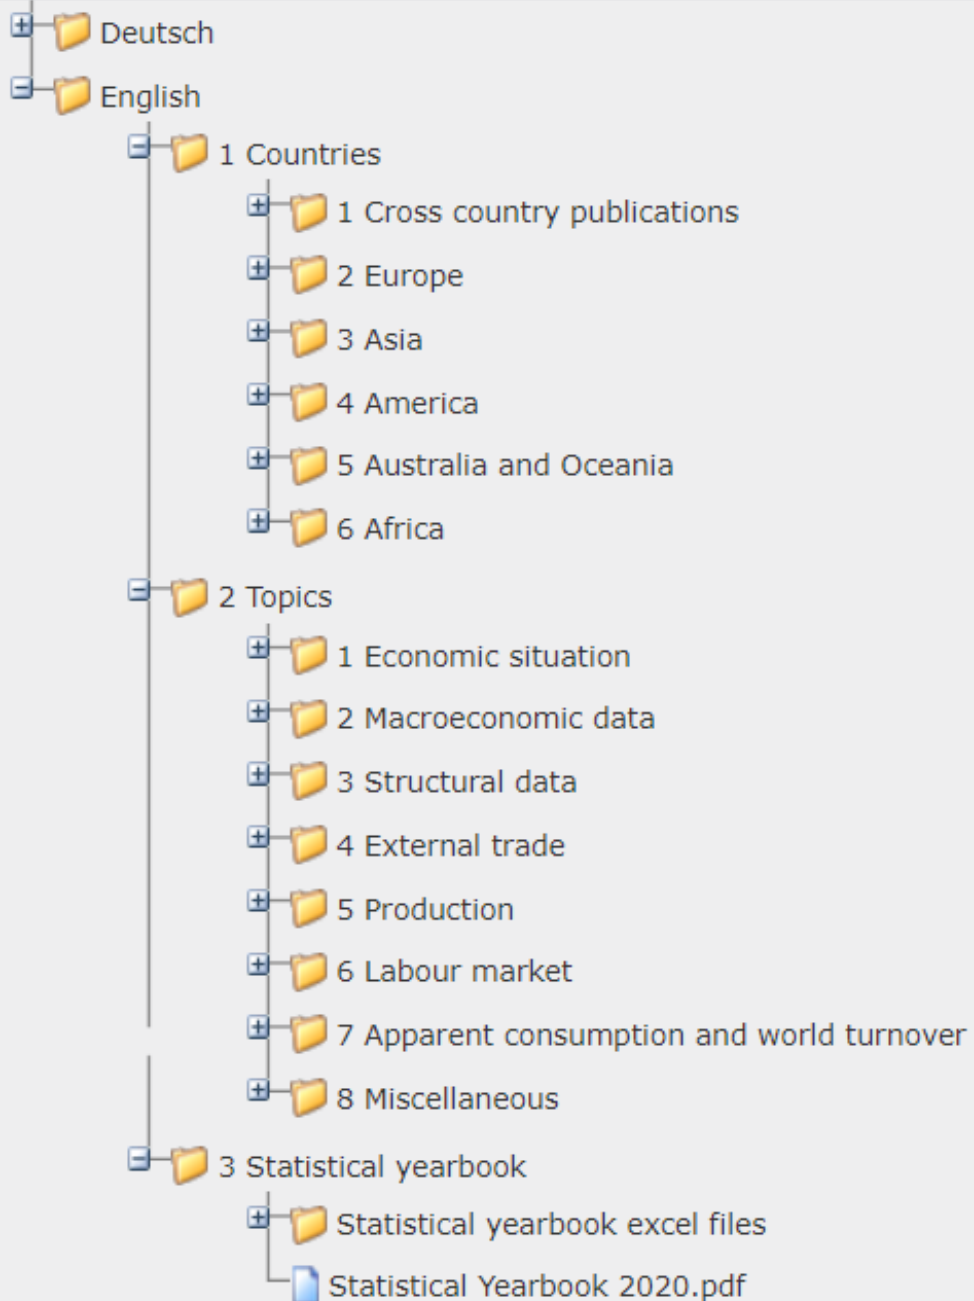 Deutsch
English
1 Countries
1 Cross country publications
2 Europe
3 Asia
4 America
5 Australia and Oceania
6 Africa
2 Topics
1 Economic situation
2 Macroeconomic data
3 Structural data
4 External trade
5 Production
6 Labour market
7 Apparent consumption and world turnover
8 Miscellaneous
3 Statistical yearbook
Statistical yearbook excel files
Statistical Yearbook 2020.pdf